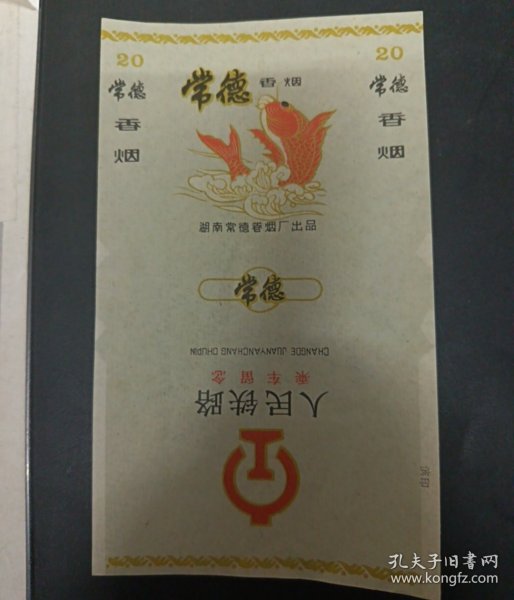 20
常德
香
烟
常德 香烟
湖南常德卷烟厂出品
20
常德
香
烟
常德
CHANGDE JUANYANCHANG CHUPIN
乘车留念
人民铁路
孔夫子旧书网
www.kongfz.com